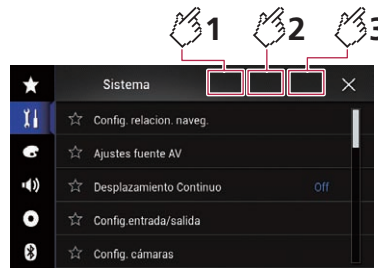 1 2 3
Sistema
Config. relacion. naveg.
Ajustes fuente AV
Desplazamiento Continuo Off
Config.entrada/salida
Config. cámaras